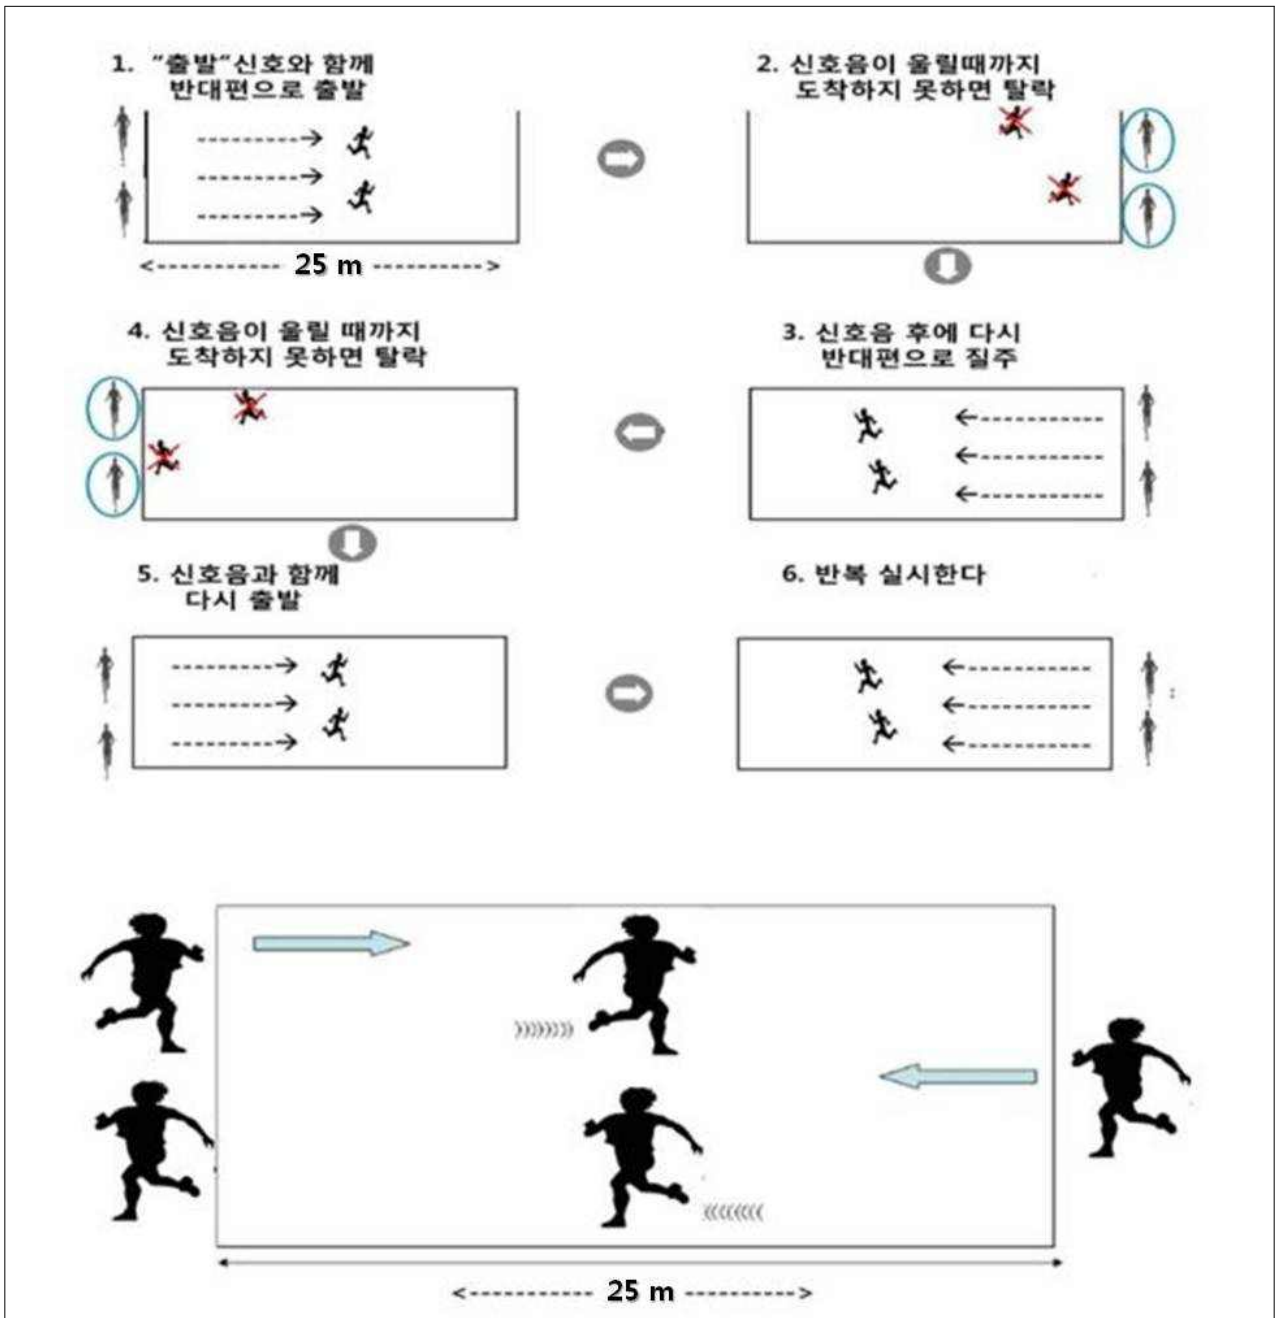 1. "출발"신호와 함께
반대편으로 출발
25 m
2. 신호음이 울릴때까지
도착하지 못하면 탈락
3. 신호음 후에 다시
반대편으로 질주
4. 신호음이 울릴 때까지
도착하지 못하면 탈락
5. 신호음과 함께
다시 출발
6. 반복 실시한다
25 m